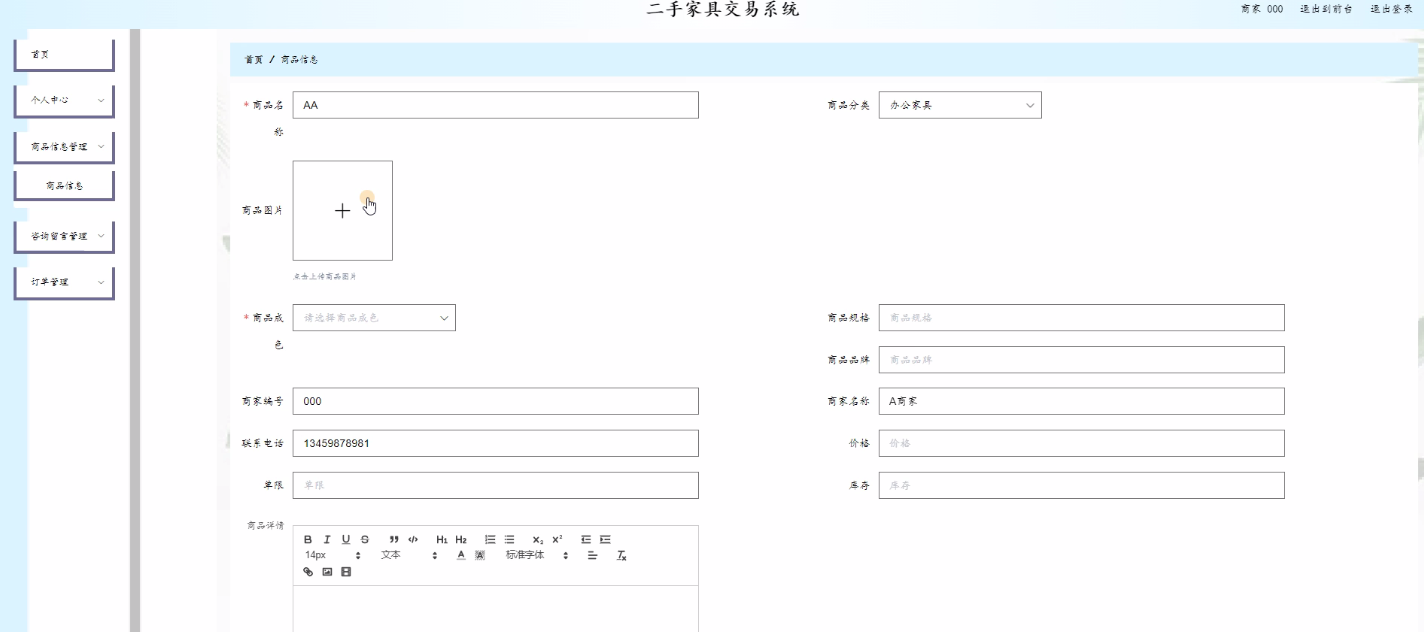 二手家具交易系统
商家 000 退出到前台 退出登录
首页
个人中心
商品信息管理
商品信息
咨询留言管理
订单管理
首页 / 商品信息
* 商品名称 AA
商品分类 办公家具
商品图片
点击上传商品图片
* 商品成色 请选择商品成色
商品规格 商品规格
商品品牌 商品品牌
商家编号 000
商家名称 A商家
联系电话 13459878981
价格 价格
单限 单限
库存 库存
商品详情
B I U S ” </> H1 H2 X₂ X²
14px 文本 A A 标准字体 Tx